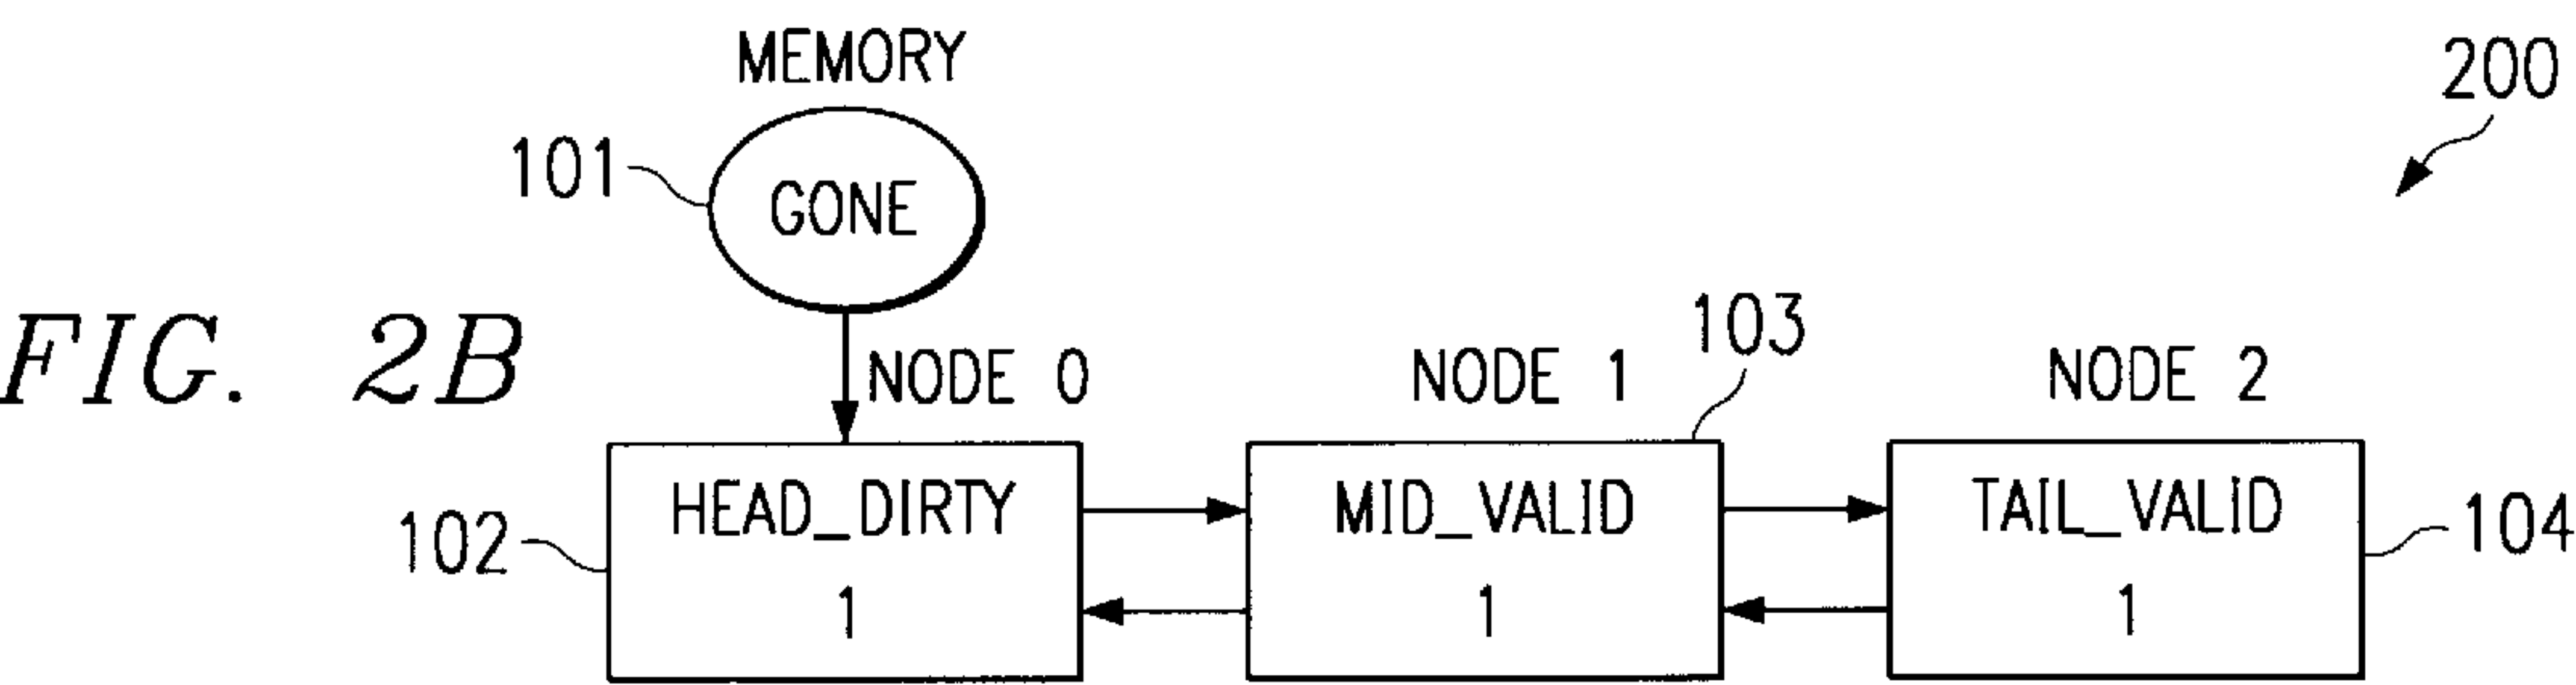 MEMORY
200
101
GONE
103
FIG. 2B
NODE 0
NODE 1
NODE 2
HEAD_DIRTY
MID_VALID
TAIL_VALID
102
104
1
1
1